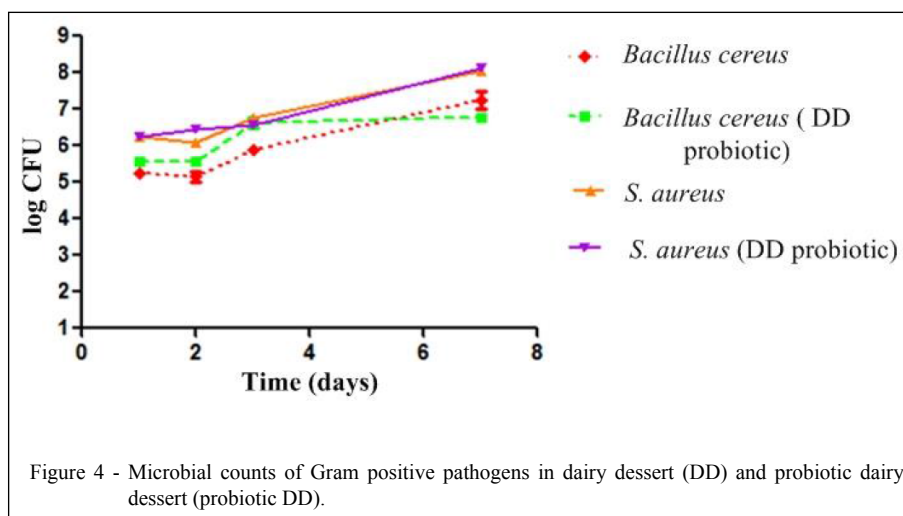 9
8
7
6
5
4
3
2
1
log CFU
0
2
4
6
8
Time (days)
Bacillus cereus
Bacillus cereus ( DD
probiotic)
S. aureus
S. aureus (DD probiotic)
Figure 4 - Microbial counts of Gram positive pathogens in dairy dessert (DD) and probiotic dairy
dessert (probiotic DD).